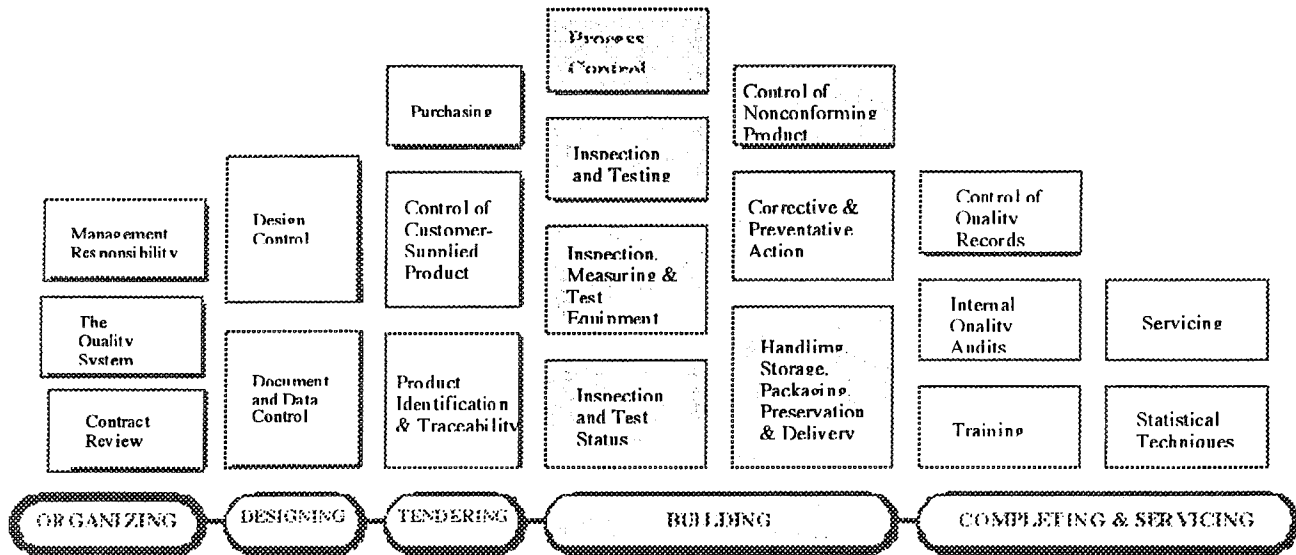 Management
Responsibility
The
Quality
System
Contract
Review
Design
Control
Document
and Data
Control
Purchasing
Control of
Customer-
Supplied
Product
Product
Identification
& Traceability
Process
Control
Inspection
and Testing
Inspection,
Measuring &
Test
Equipment
Inspection
and Test
Status
Control of
Nonconforming
Product
Corrective &
Preventative
Action
Handling,
Storage,
Packaging,
Preservation
& Delivery
Control of
Quality
Records
Internal
Quality
Audits
Training
Servicing
Statistical
Techniques
ORGANIZING
DESIGNING
TENDERING
BUILDING
COMPLETING & SERVICING